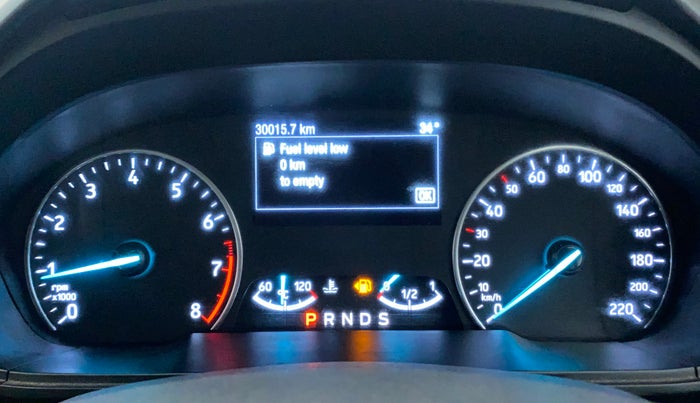 30015.7 km 34°
Fuel level low
0 km
to empty
OK
0 1 2 3 4 5 6 7 8
rpm
x1000
60 120
°C
0 1/2 1
P R N D S
0 10 20 30 40 50 60 80 100 120 140 160 180 200 220
km/h